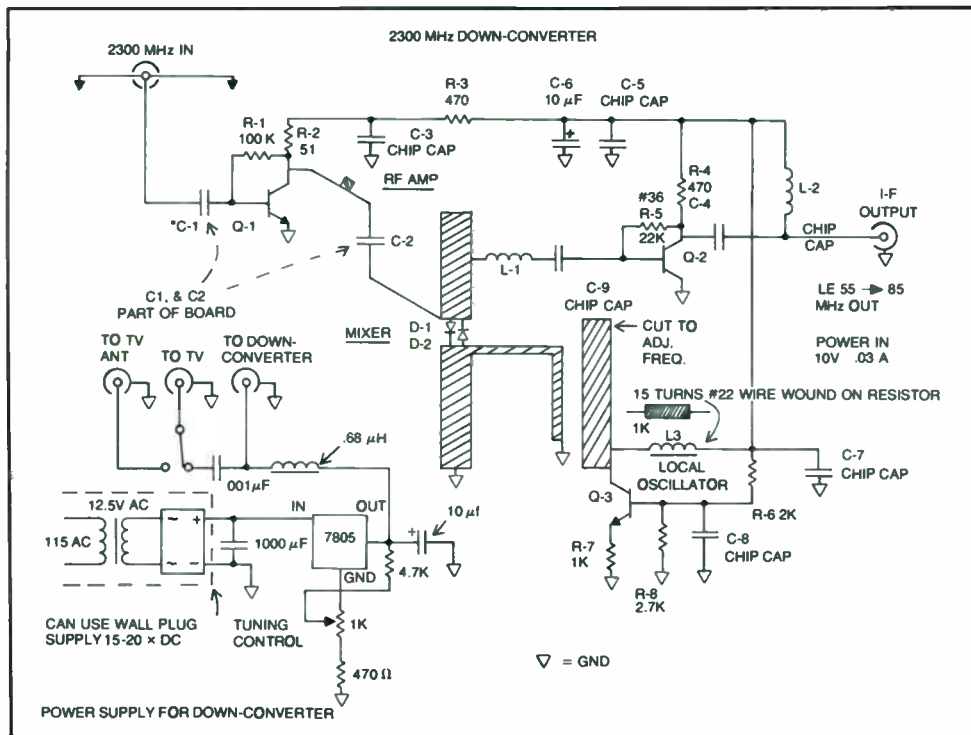 2300 MHz DOWN-CONVERTER
2300 MHz IN
R-1
100 K
R-2
51
C-3
CHIP CAP
R-3
470
C-6
10 µF
C-5
CHIP CAP
RF AMP
R-4
470
C-4
#36
R-5
22K
L-2
I-F
OUTPUT
CHIP
CAP
*C-1
Q-1
C-2
L-1
Q-2
C1, & C2
PART OF BOARD
C-9
CHIP CAP
LE 55 → 85
MHz OUT
MIXER
D-1
D-2
CUT TO
ADJ.
FREQ.
POWER IN
10V .03 A
TO TV
ANT
TO TV
TO DOWN-
CONVERTER
15 TURNS #22 WIRE WOUND ON RESISTOR
1K
L3
LOCAL
OSCILLATOR
C-7
CHIP CAP
.68 µH
001µF
12.5V AC
115 AC
~ +
~ -
1000 µF
IN
OUT
7805
GND
+
10 µf
4.7K
Q-3
R-6 2K
R-7
1K
R-8
2.7K
C-8
CHIP CAP
CAN USE WALL PLUG
SUPPLY 15-20 × DC
TUNING
CONTROL
1K
470 Ω
▽ = GND
POWER SUPPLY FOR DOWN-CONVERTER